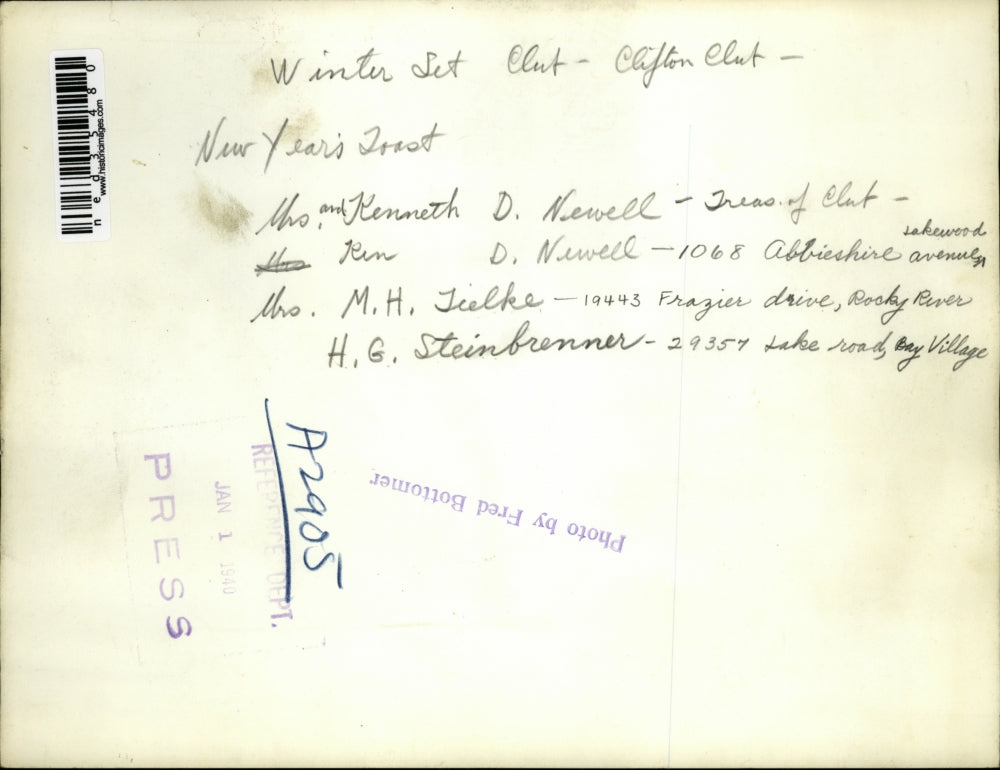 Winter Set Club - Clifton Club -
New Year's Toast
Mrs. and Kenneth D. Newell - Treas. of Club -
Ken D. Newell - 1068 Abbieshire avenue, Lakewood
Mrs. M. H. Tielke - 19443 Frazier drive, Rocky River
H. G. Steinbrenner - 29357 Lake road, Bay Village
A2905
REFERENCE DEPT.
JAN 1 1940
PRESS
Photo by Fred Bottomer
ned35480
www.historicimages.com